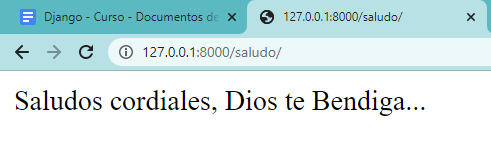 Django - Curso - Documentos de
127.0.0.1:8000/saludo/
127.0.0.1:8000/saludo/
Saludos cordiales, Dios te Bendiga...